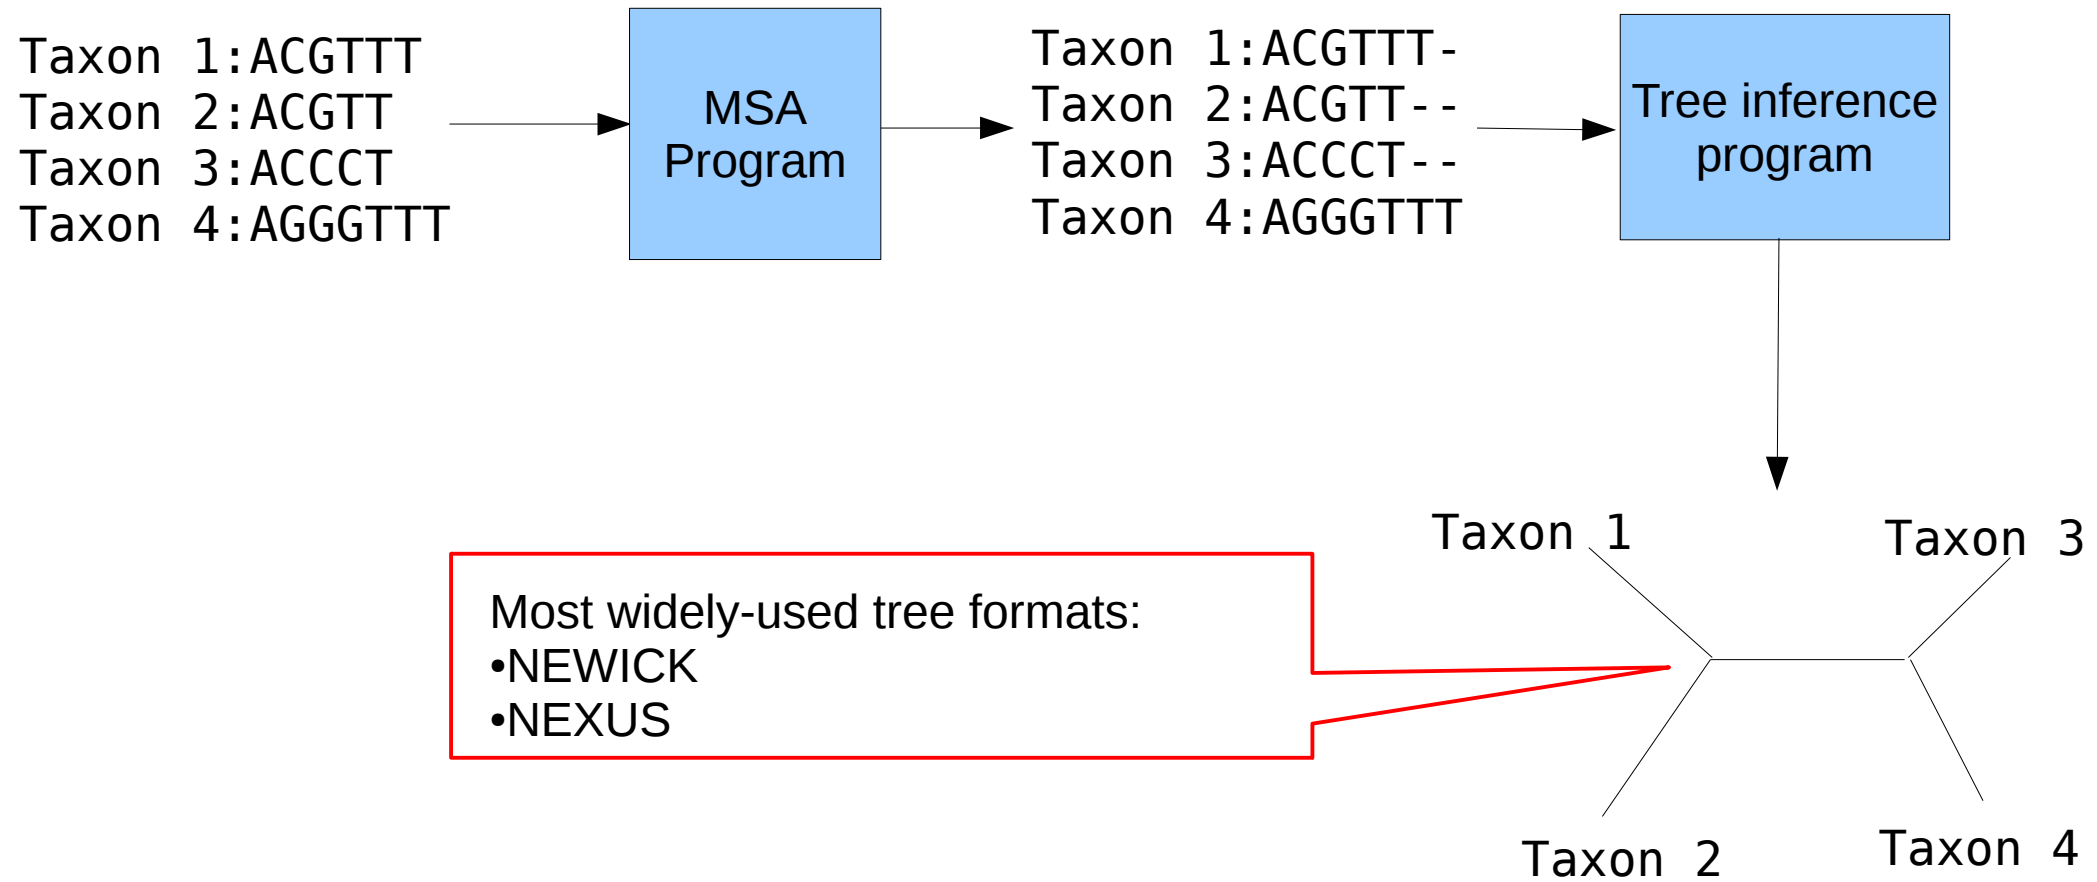 Taxon 1:ACGTTT
Taxon 2:ACGTT
Taxon 3:ACCCT
Taxon 4:AGGGTTT
MSA
Program
Taxon 1:ACGTTT-
Taxon 2:ACGTT--
Taxon 3:ACCCT--
Taxon 4:AGGGTTT
Tree inference
program
Most widely-used tree formats:
•NEWICK
•NEXUS
Taxon 1
Taxon 3
Taxon 2
Taxon 4